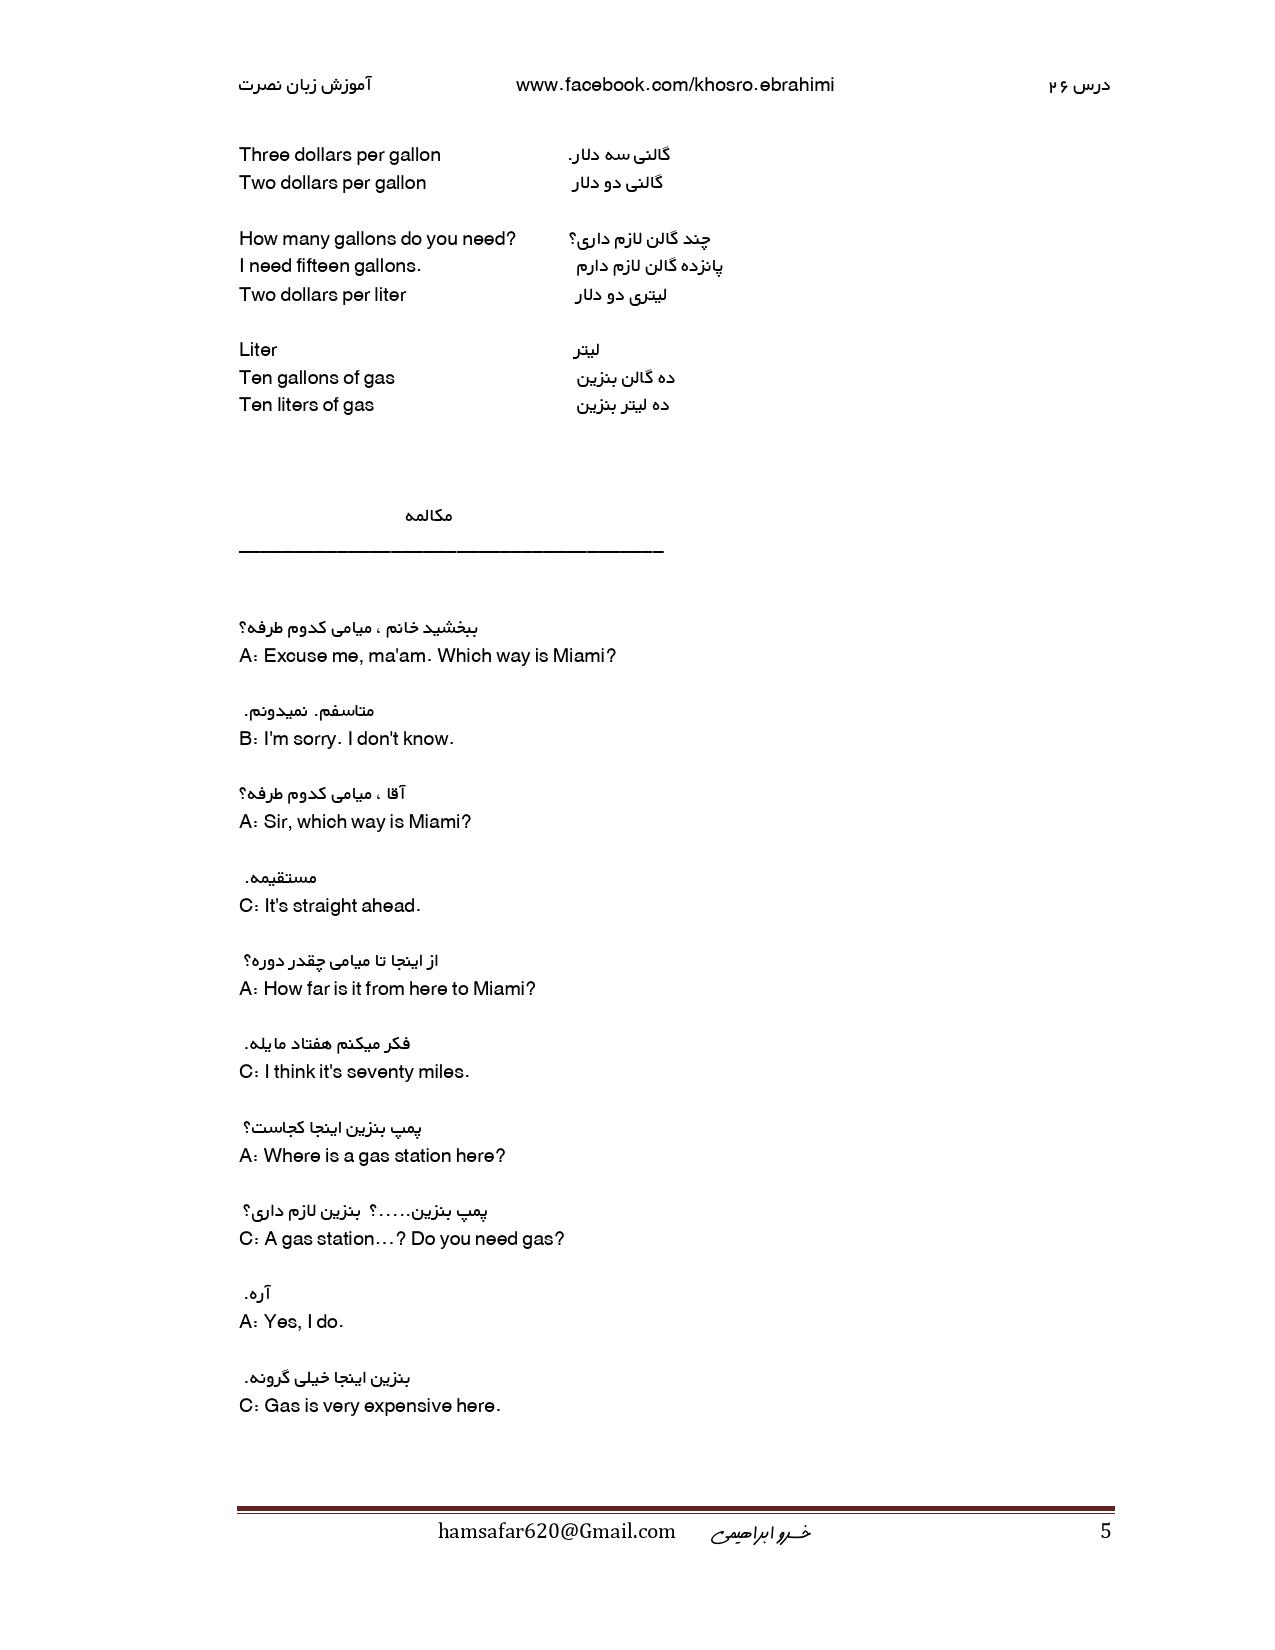 آموزش زبان نصرت www.facebook.com/khosro.ebrahimi درس ۲۶
Three dollars per gallon گالنی سه دلار.
Two dollars per gallon گالنی دو دلار
How many gallons do you need? چند گالن لازم داری؟
I need fifteen gallons. پانزده گالن لازم دارم
Two dollars per liter لیتری دو دلار
Liter لیتر
Ten gallons of gas ده گالن بنزین
Ten liters of gas ده لیتر بنزین
مکالمه
ببخشید خانم ، میامی کدوم طرفه؟
A: Excuse me, ma'am. Which way is Miami?
متاسفم. نمیدونم.
B: I'm sorry. I don't know.
آقا ، میامی کدوم طرفه؟
A: Sir, which way is Miami?
مستقیمه.
C: It's straight ahead.
از اینجا تا میامی چقدر دوره؟
A: How far is it from here to Miami?
فکر میکنم هفتاد مایله.
C: I think it's seventy miles.
پمپ بنزین اینجا کجاست؟
A: Where is a gas station here?
پمپ بنزین.....؟ بنزین لازم داری؟
C: A gas station...? Do you need gas?
آره.
A: Yes, I do.
بنزین اینجا خیلی گرونه.
C: Gas is very expensive here.
hamsafar620@Gmail.com خسرو ابراهیمی 5